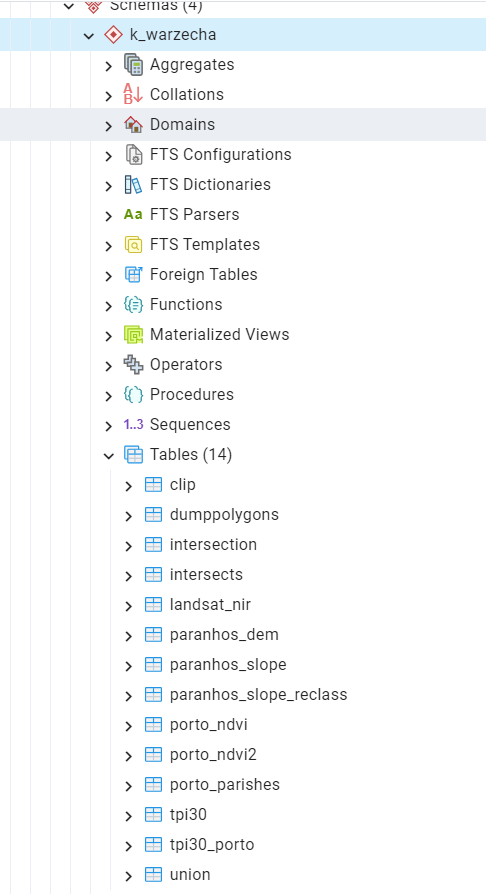 Schemas (4)
k_warzecha
Aggregates
A
B
Collations
Domains
FTS Configurations
FTS Dictionaries
Aa FTS Parsers
FTS Templates
Foreign Tables
Functions
Materialized Views
Operators
Procedures
1..3 Sequences
Tables (14)
clip
dumppolygons
intersection
intersects
landsat_nir
paranhos_dem
paranhos_slope
paranhos_slope_reclass
porto_ndvi
porto_ndvi2
porto_parishes
tpi30
tpi30_porto
union